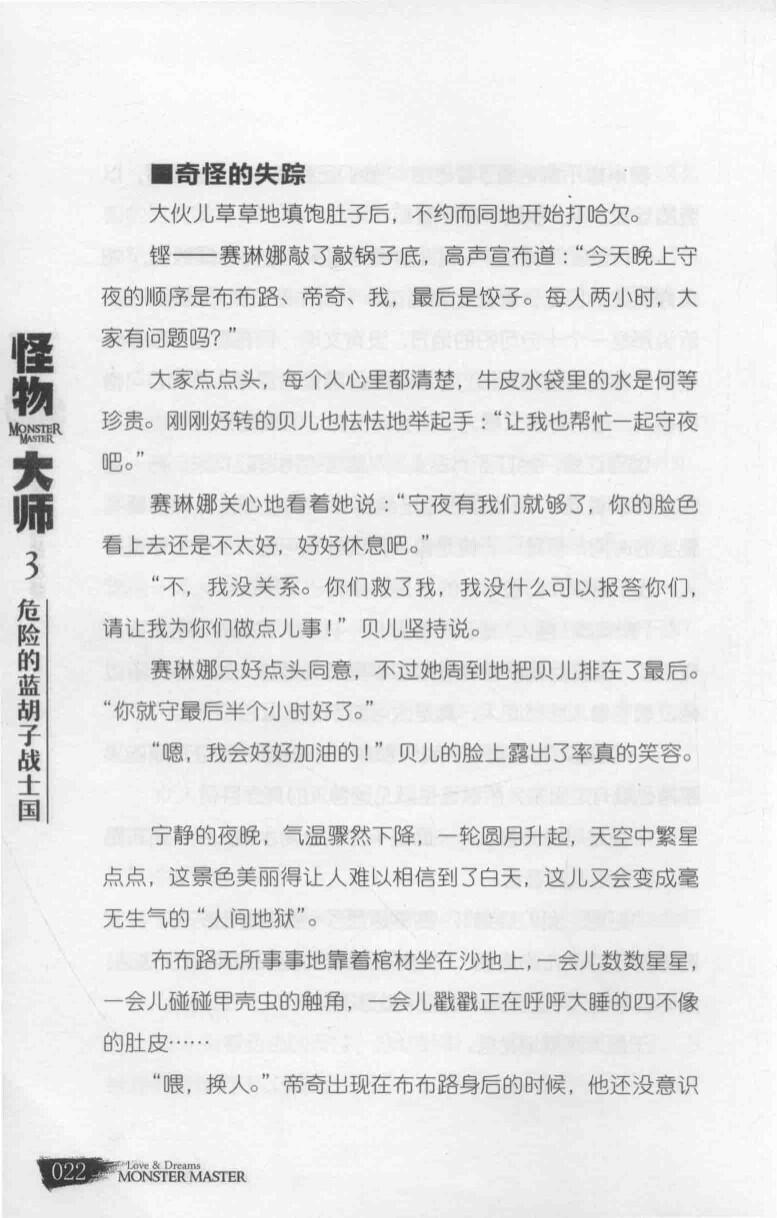 ■奇怪的失踪
大伙儿草草地填饱肚子后，不约而同地开始打哈欠。
铿——赛琳娜敲了敲锅子底，高声宣布道：“今天晚上守
夜的顺序是布布路、帝奇、我，最后是饺子。每人两小时，大
家有问题吗？”
大家点点头，每个人心里都清楚，牛皮水袋里的水是何等
珍贵。刚刚好转的贝儿也怯怯地举起手：“让我也帮忙一起守夜
吧。”
赛琳娜关心地看着她说：“守夜有我们就够了，你的脸色
看上去还是不太好，好好休息吧。”
“不，我没关系。你们救了我，我没什么可以报答你们，
请让我为你们做点儿事！”贝儿坚持说。
赛琳娜只好点头同意，不过她周到地把贝儿排在了最后。
“你就守最后半个小时好了。”
“嗯，我会好好加油的！”贝儿的脸上露出了率真的笑容。
宁静的夜晚，气温骤然下降，一轮圆月升起，天空中繁星
点点，这景色美丽得让人难以相信到了白天，这儿又会变成毫
无生气的“人间地狱”。
布布路无所事事地靠着棺材坐在沙地上，一会儿数数星星，
一会儿碰碰甲壳虫的触角，一会儿戳戳正在呼呼大睡的四不像
的肚皮……
“喂，换人。”帝奇出现在布布路身后的时候，他还没意识
怪物
MONSTER
MASTER
大师
3
危险的蓝胡子战士国
022
Love & Dreams
MONSTER MASTER